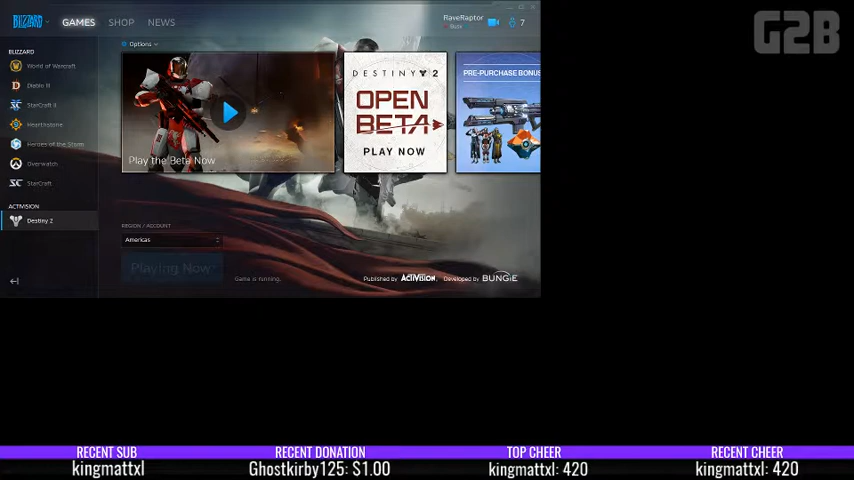 BLIZZARD
GAMES
SHOP
NEWS
RaveRaptor
Busy
7
G2B
Options
BLIZZARD
World of Warcraft
Diablo III
StarCraft II
Hearthstone
Heroes of the Storm
Overwatch
StarCraft
ACTIVISION
Destiny 2
Play the Beta Now
DESTINY 2
OPEN
BETA
PLAY NOW
PRE-PURCHASE BONUS
REGION / ACCOUNT
Americas
Playing Now
Game is running.
Published by ACTIVISION. Developed by BUNGIE
RECENT SUB
kingmattxl
RECENT DONATION
Ghostkirby125: $1.00
TOP CHEER
kingmattxl: 420
RECENT CHEER
kingmattxl: 420